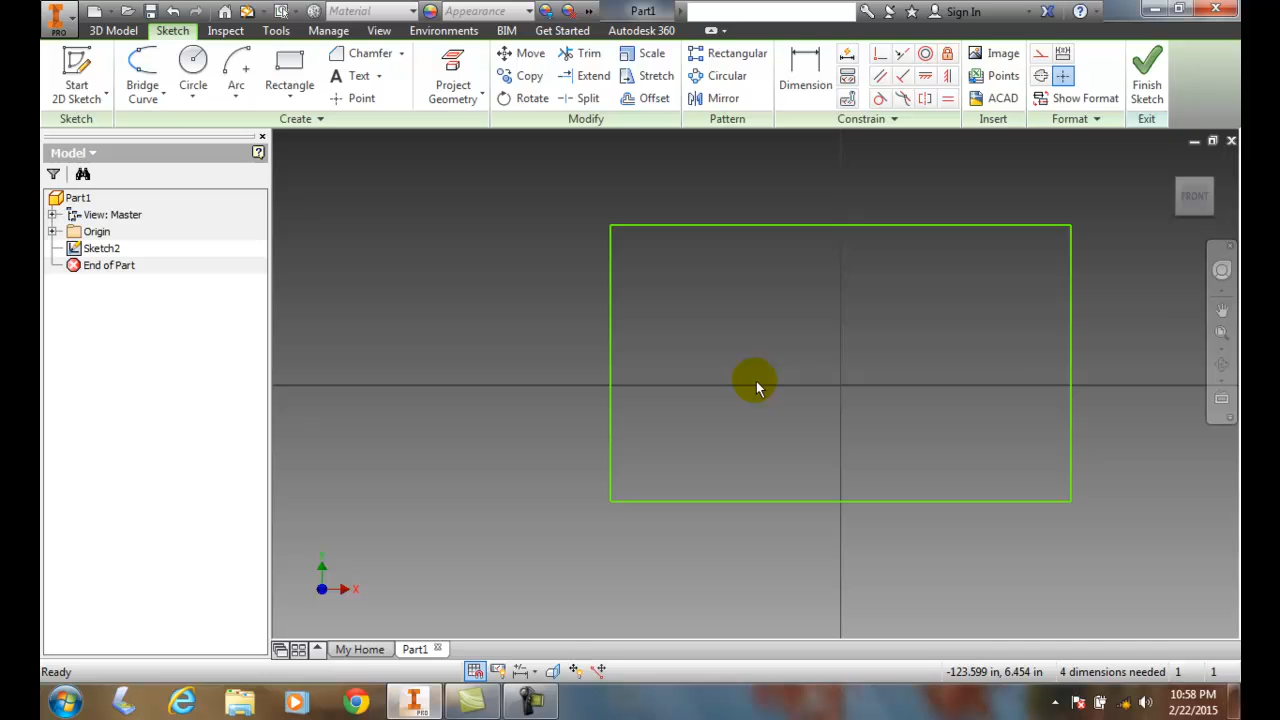 PRO
Material
Appearance
Part1
Sign In
3D Model
Sketch
Inspect
Tools
Manage
View
Environments
BIM
Get Started
Autodesk 360
Start
2D Sketch
Bridge
Curve
Circle
Arc
Rectangle
Chamfer
Text
Point
Project
Geometry
Move
Trim
Scale
Copy
Extend
Stretch
Rotate
Split
Offset
Rectangular
Circular
Mirror
Dimension
Image
Points
ACAD
Show Format
Finish
Sketch
Sketch
Create
Modify
Pattern
Constrain
Insert
Format
Exit
Model
Part1
View: Master
Origin
Sketch2
End of Part
FRONT
Y
X
My Home
Part1
Ready
-123.599 in, 6.454 in
4 dimensions needed
1
1
PRO
10:58 PM
2/22/2015